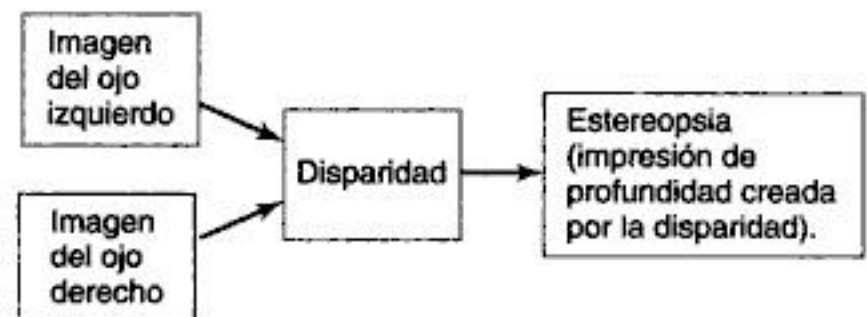 Imagen
del ojo
izquierdo
Disparidad
Estereopsia
(impresión de
profundidad creada
por la disparidad).
Imagen
del ojo
derecho